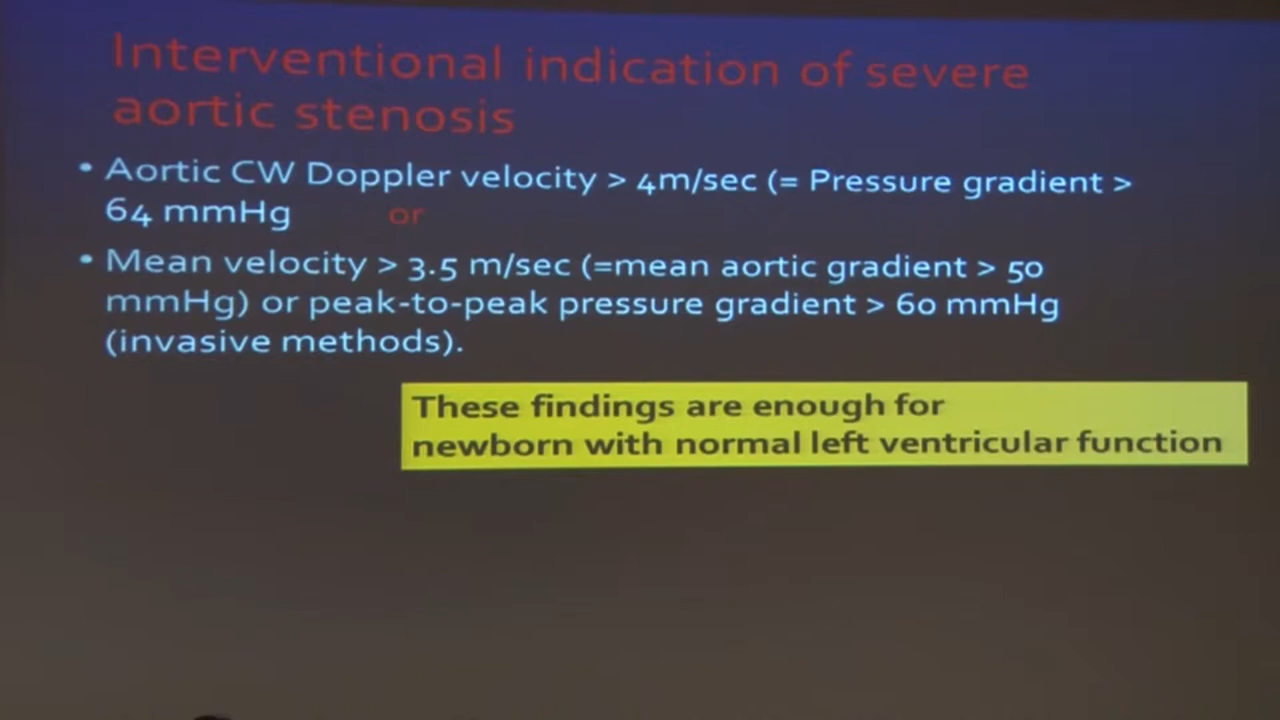 Interventional indication of severe
aortic stenosis
• Aortic CW Doppler velocity > 4m/sec (= Pressure gradient >
64 mmHg or
• Mean velocity > 3.5 m/sec (=mean aortic gradient > 50
mmHg) or peak-to-peak pressure gradient > 60 mmHg
(invasive methods).
These findings are enough for
newborn with normal left ventricular function